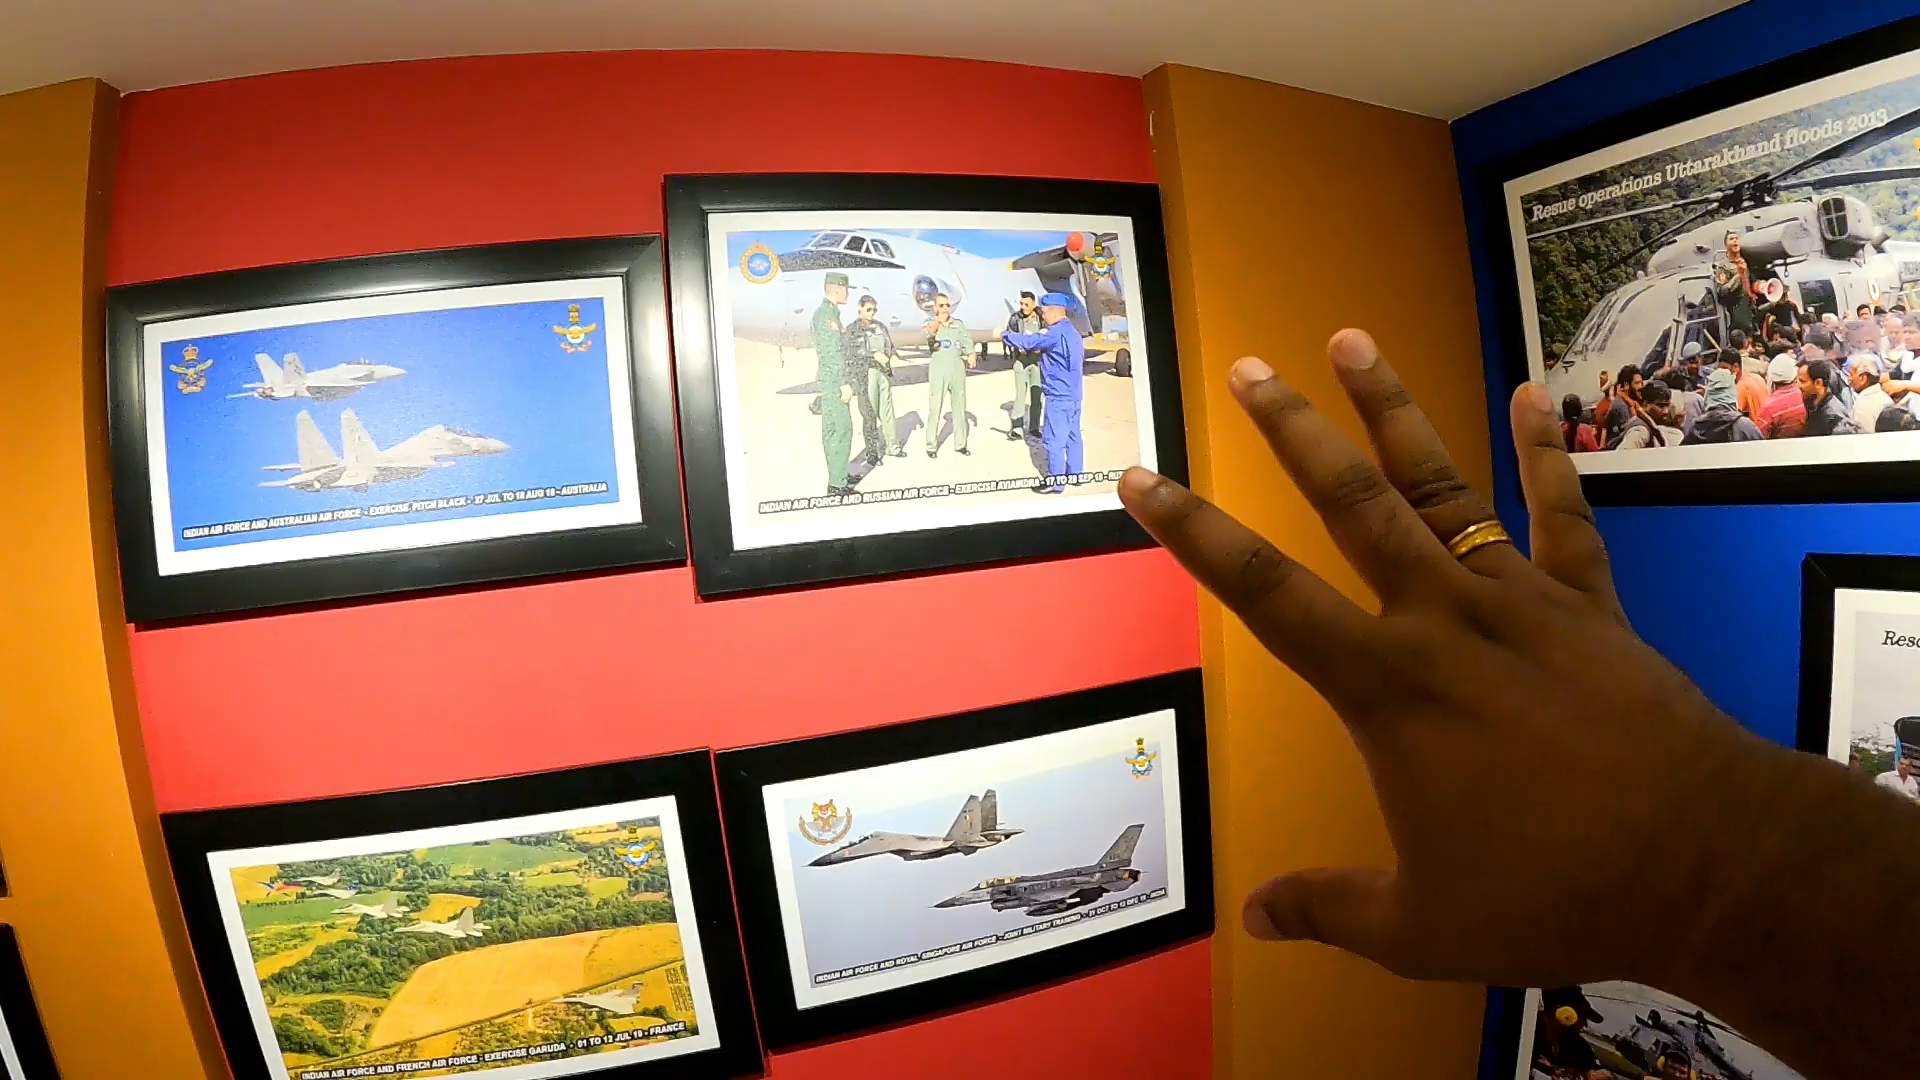 INDIAN AIR FORCE AND AUSTRALIAN AIR FORCE - EXERCISE PITCH BLACK - 27 JUL TO 18 AUG 18 - AUSTRALIA
INDIAN AIR FORCE AND RUSSIAN AIR FORCE - EXERCISE AVIAINDRA - 17 TO 28 SEP 18 -
Resue operations Uttarakhand floods 2013
INDIAN AIR FORCE AND FRENCH AIR FORCE - EXERCISE GARUDA - 01 TO 12 JUL 19 - FRANCE
INDIAN AIR FORCE AND ROYAL SINGAPORE AIR FORCE - JOINT MILITARY TRAINING - 31 OCT TO 12 DEC 19 - INDIA